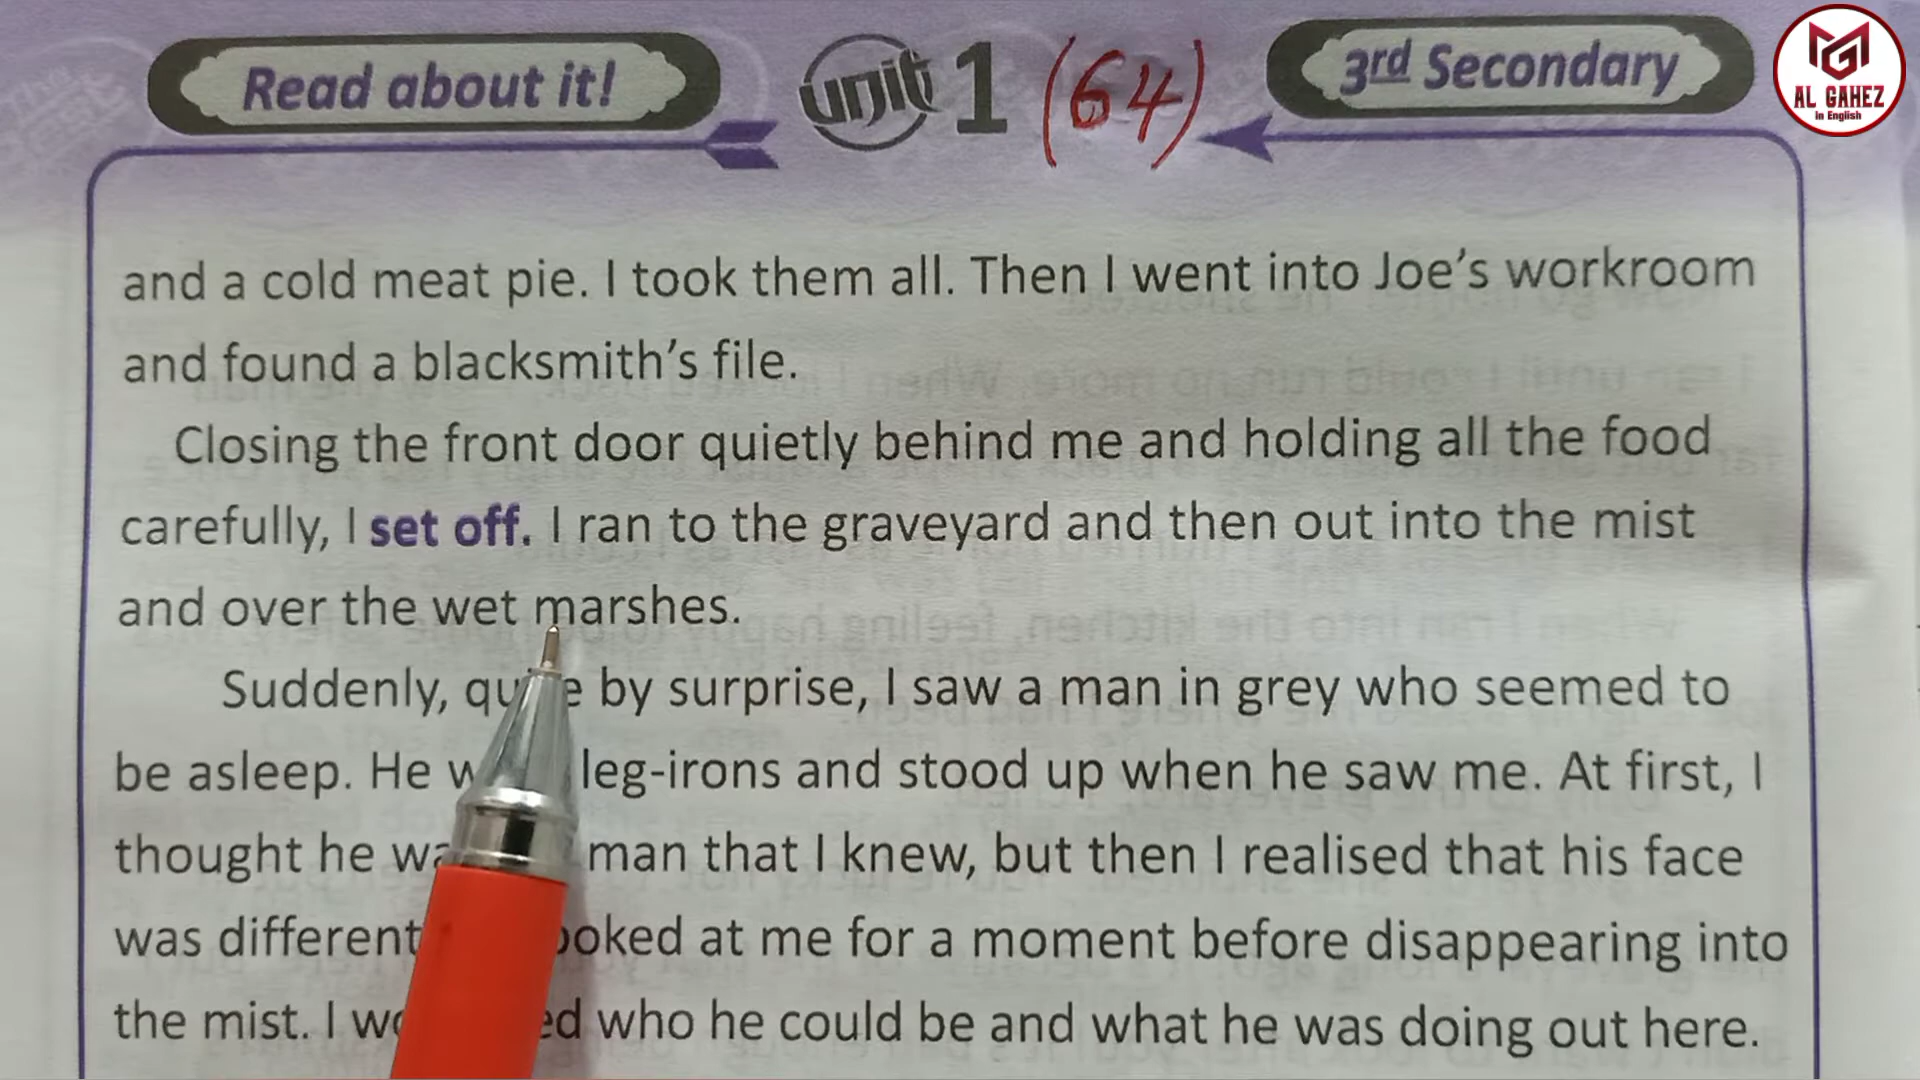 Read about it!
unit 1 (64)
3rd Secondary
AL GAHEZ
in English
and a cold meat pie. I took them all. Then I went into Joe's workroom
and found a blacksmith's file.
Closing the front door quietly behind me and holding all the food
carefully, I set off. I ran to the graveyard and then out into the mist
and over the wet marshes.
Suddenly, by surprise, I saw a man in grey who seemed to
be asleep. He leg-irons and stood up when he saw me. At first, I
thought he man that I knew, but then I realised that his face
was different at me for a moment before disappearing into
the mist. I who he could be and what he was doing out here.